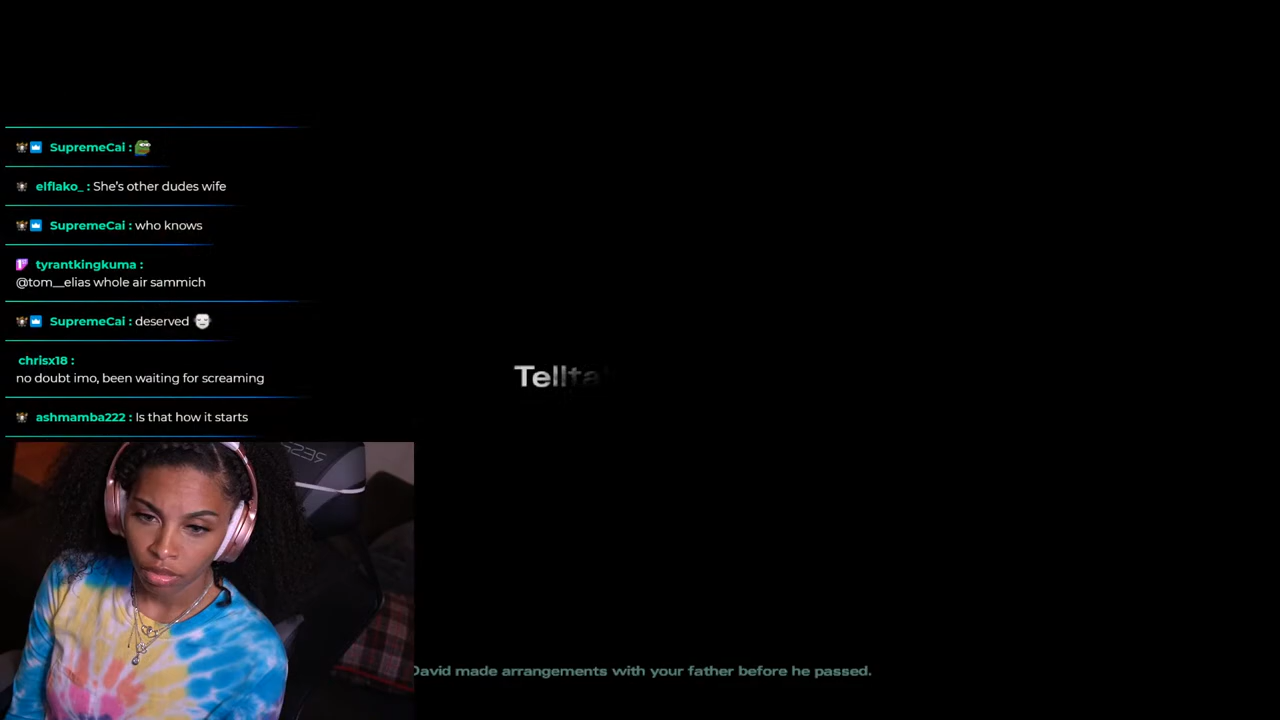 SupremeCai :
elflako_ : She's other dudes wife
SupremeCai : who knows
tyrantkingkuma :
@tom__elias whole air sammich
SupremeCai : deserved
chrisx18 :
no doubt imo, been waiting for screaming
ashmamba222 : Is that how it starts
Tellta
David made arrangements with your father before he passed.